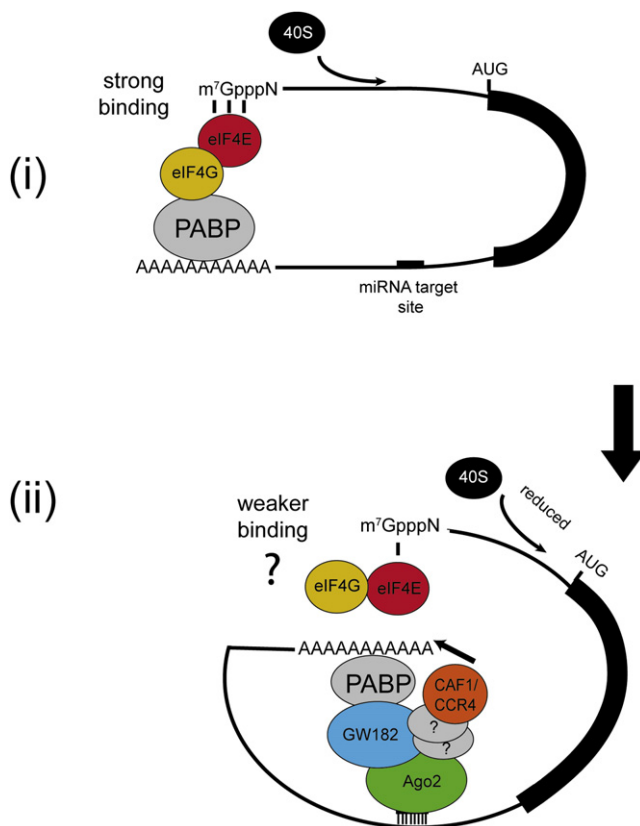 (i)
40S
strong
binding
m⁷GpppN
AUG
eIF4E
eIF4G
PABP
AAAAAAAAAAA
miRNA target
site
(ii)
40S
reduced
weaker
binding
?
m⁷GpppN
AUG
eIF4G
eIF4E
AAAAAAAAAAA
PABP
CAF1/
CCR4
?
?
GW182
Ago2